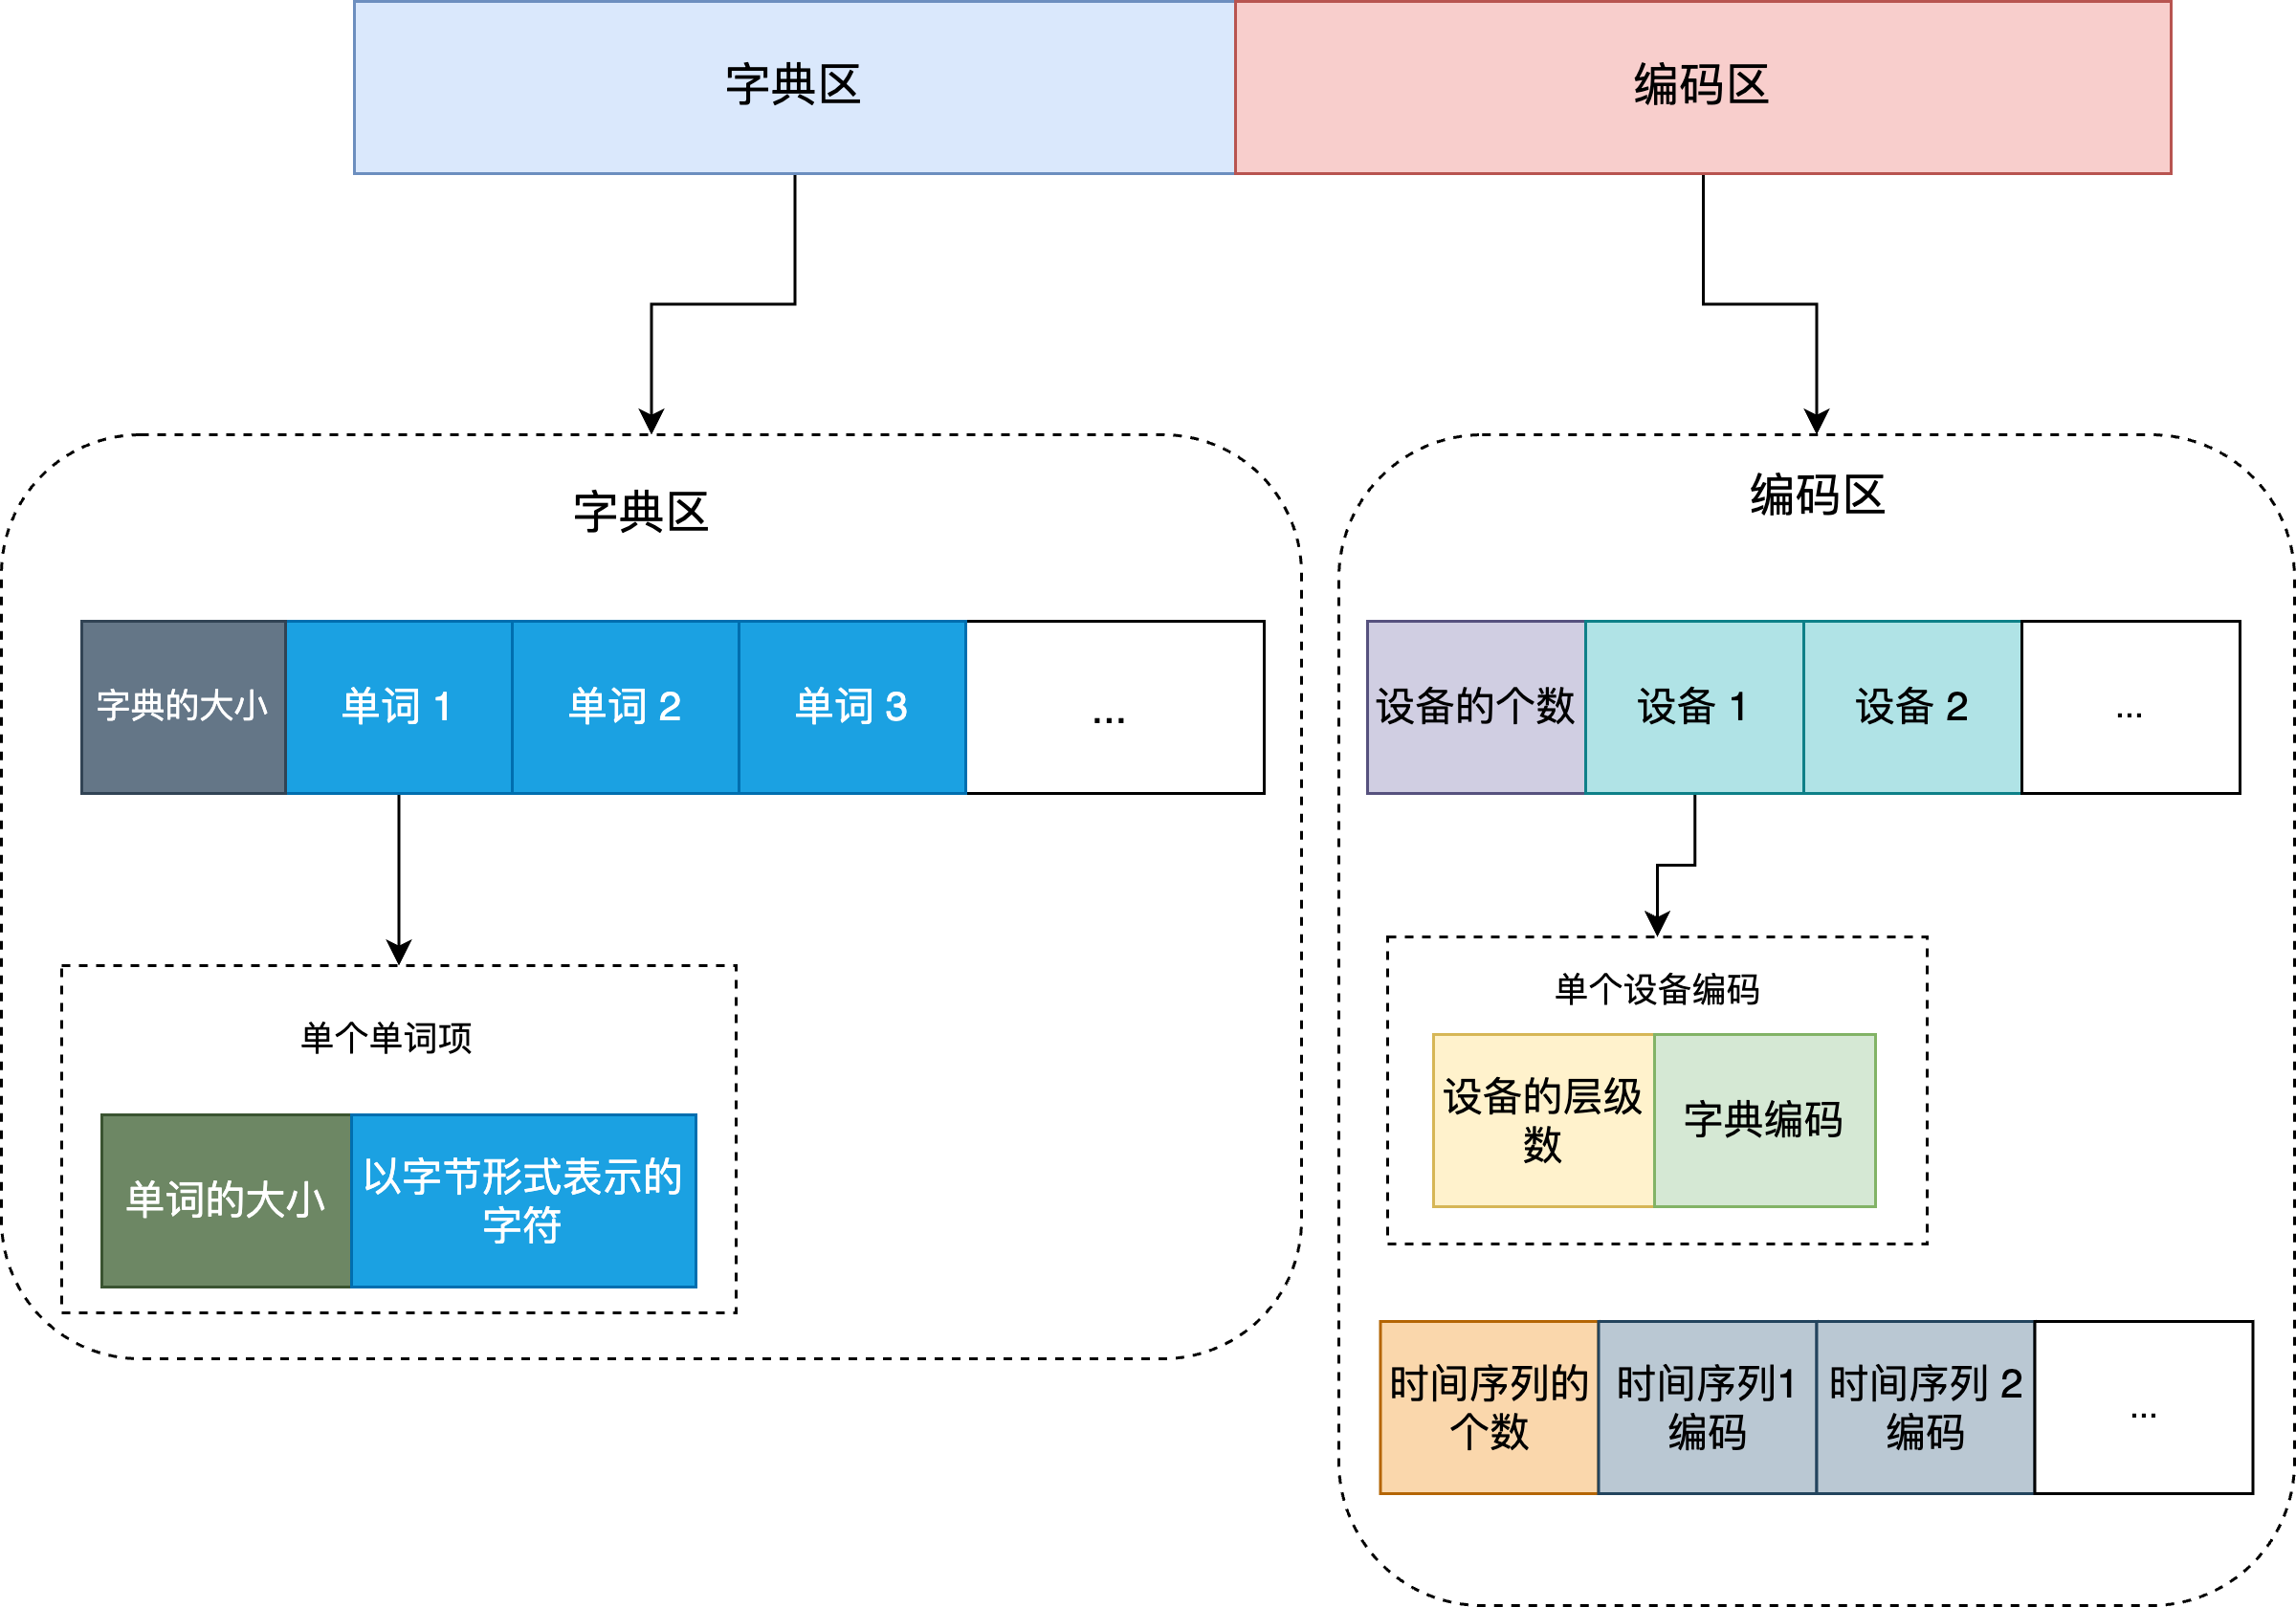 字典区
编码区
字典区
字典的大小
单词 1
单词 2
单词 3
...
单个单词项
单词的大小
以字节形式表示的
字符
编码区
设备的个数
设备 1
设备 2
...
单个设备编码
设备的层级
数
字典编码
时间序列的
个数
时间序列1
编码
时间序列 2
编码
...